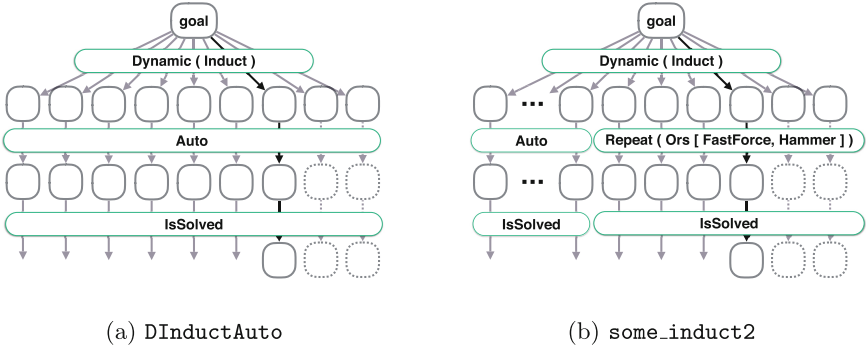 goal
Dynamic ( Induct )
Auto
IsSolved
(a) DInductAuto
goal
Dynamic ( Induct )
...
Auto
Repeat ( Ors [ FastForce, Hammer ] )
...
IsSolved
IsSolved
(b) some_induct2